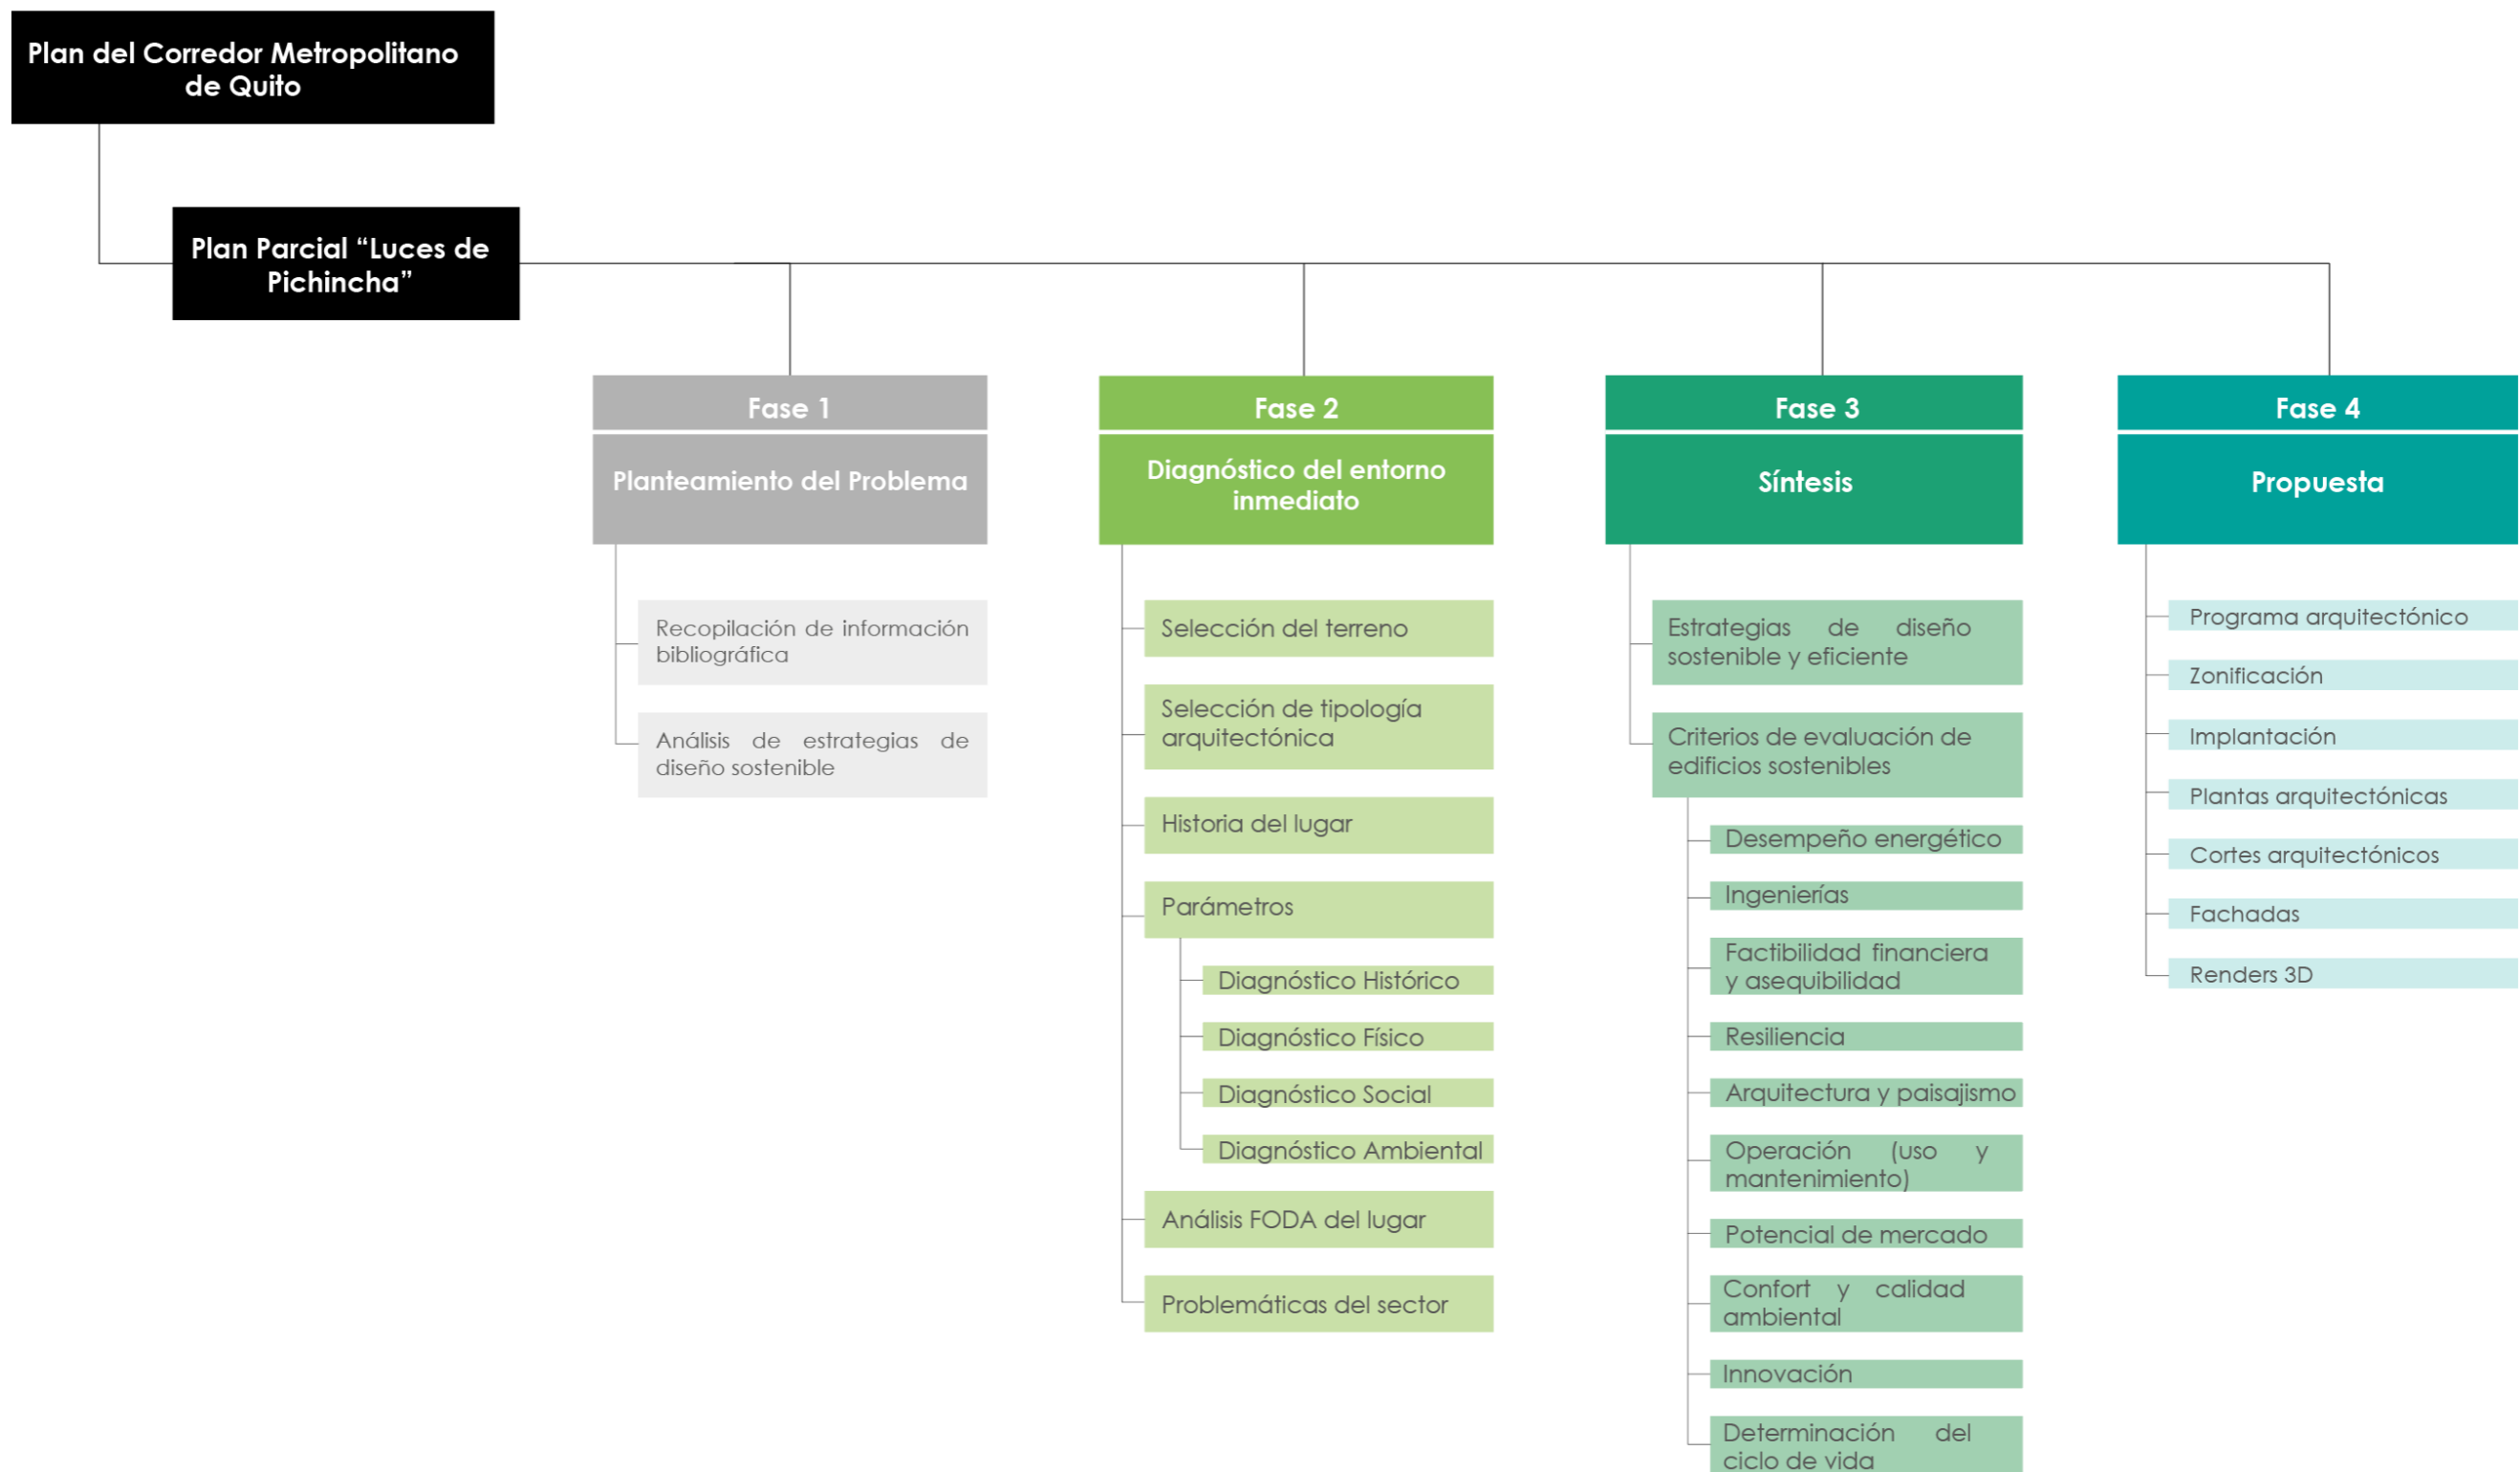 Plan del Corredor Metropolitano
de Quito
Plan Parcial “Luces de
Pichincha”
Fase 1
Planteamiento del Problema
Recopilación de información
bibliográfica
Análisis de estrategias de
diseño sostenible
Fase 2
Diagnóstico del entorno
inmediato
Selección del terreno
Selección de tipología
arquitectónica
Historia del lugar
Parámetros
Diagnóstico Histórico
Diagnóstico Físico
Diagnóstico Social
Diagnóstico Ambiental
Análisis FODA del lugar
Problemáticas del sector
Fase 3
Síntesis
Estrategias de diseño
sostenible y eficiente
Criterios de evaluación de
edificios sostenibles
Desempeño energético
Ingenierías
Factibilidad financiera
y asequibilidad
Resiliencia
Arquitectura y paisajismo
Operación (uso y
mantenimiento)
Potencial de mercado
Confort y calidad
ambiental
Innovación
Determinación del
ciclo de vida
Fase 4
Propuesta
Programa arquitectónico
Zonificación
Implantación
Plantas arquitectónicas
Cortes arquitectónicos
Fachadas
Renders 3D